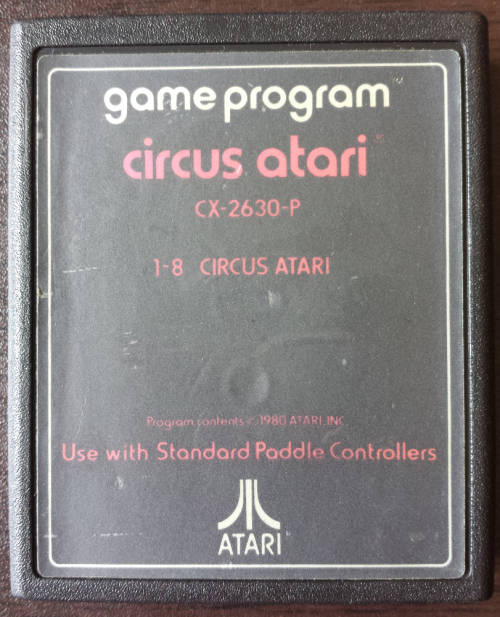 game program™
circus atari
CX-2630-P
1-8 CIRCUS ATARI
Program contents © 1980 ATARI, INC.
Use with Standard Paddle Controllers
ATARI